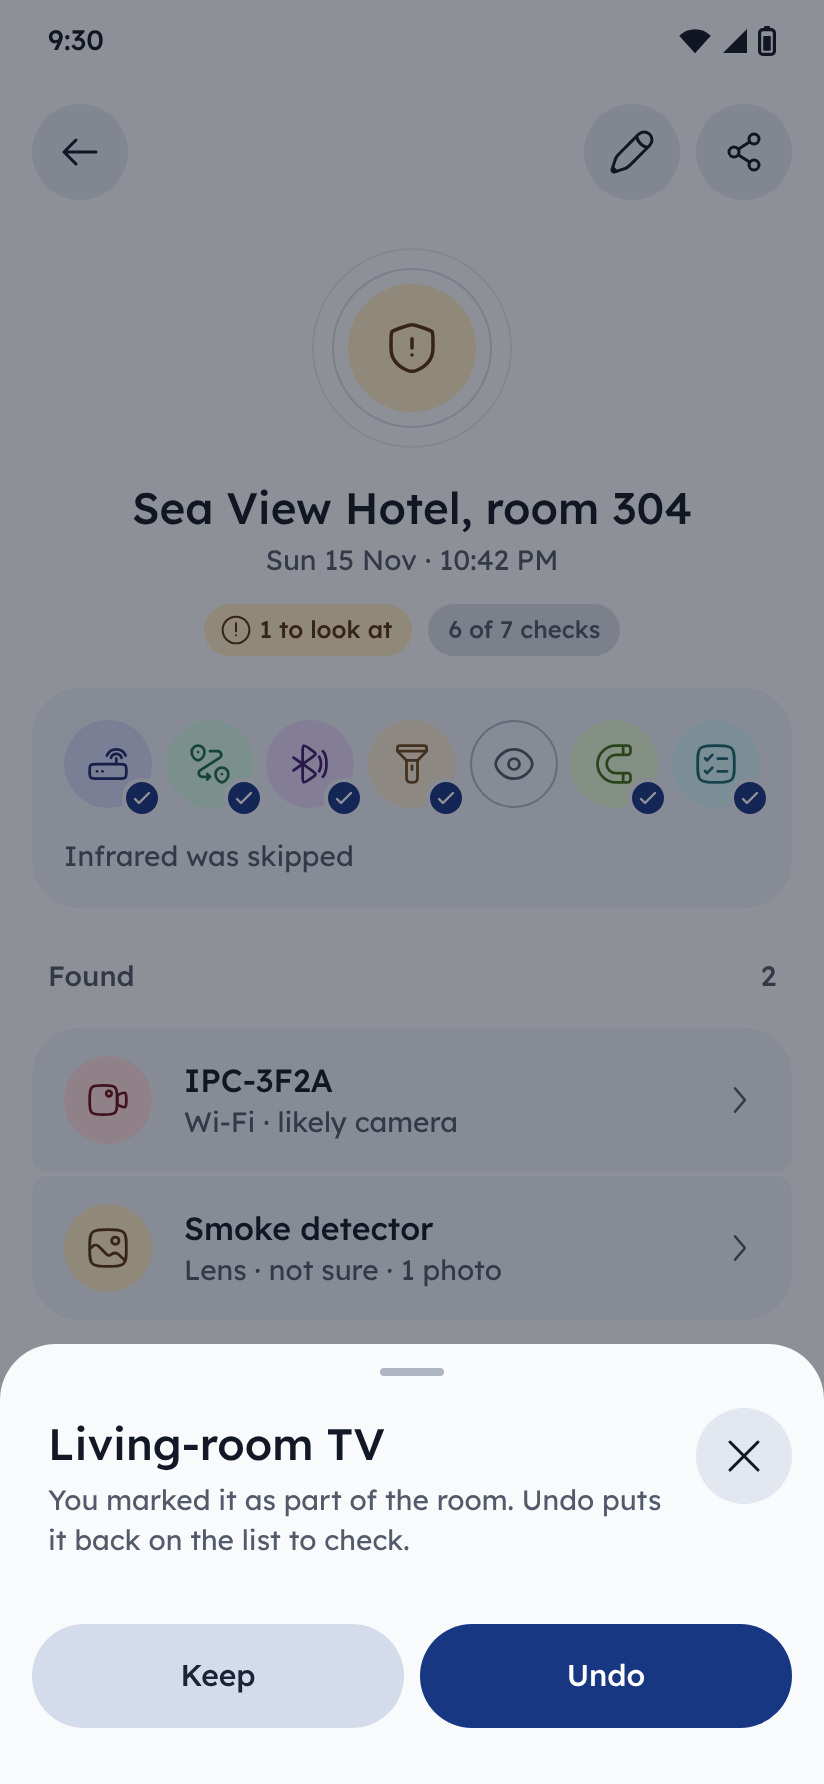 9:30
Sea View Hotel, room 304
Sun 15 Nov · 10:42 PM
1 to look at
6 of 7 checks
Infrared was skipped
Found
2
IPC-3F2A
Wi-Fi · likely camera
Smoke detector
Lens · not sure · 1 photo
Living-room TV
You marked it as part of the room. Undo puts
it back on the list to check.
Keep
Undo